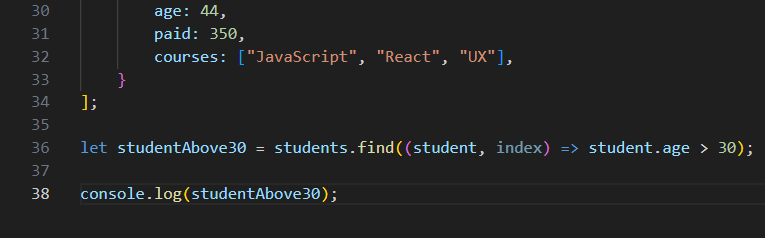 30 age: 44,
31 paid: 350,
32 courses: ["JavaScript", "React", "UX"],
33 }
34 ];
35
36 let studentAbove30 = students.find((student, index) => student.age > 30);
37
38 console.log(studentAbove30);